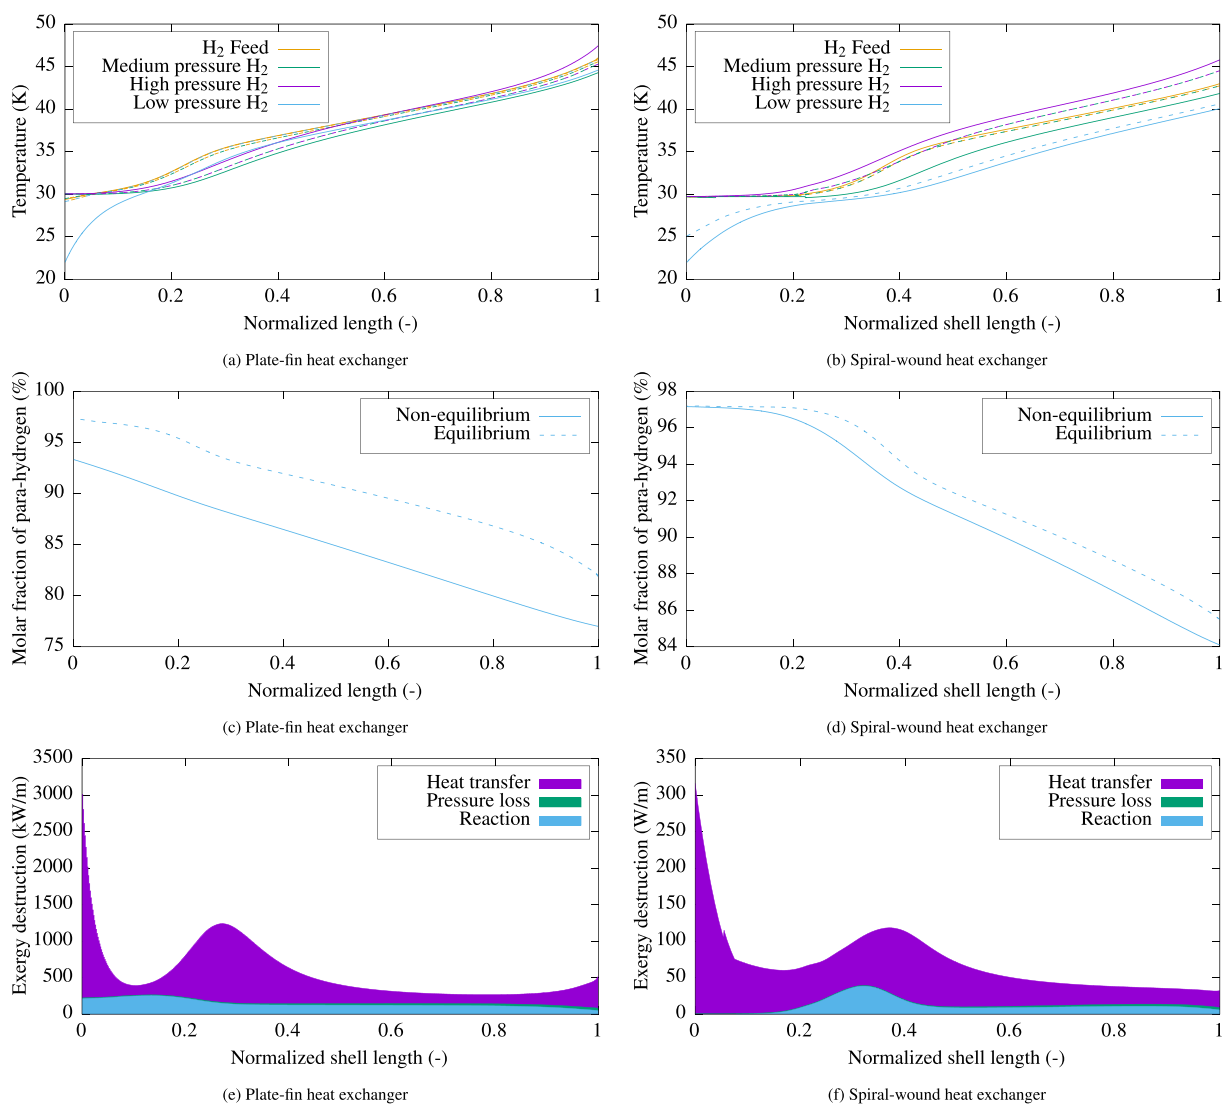 50
45
40
35
30
25
20
Temperature (K)
H2 Feed
Medium pressure H2
High pressure H2
Low pressure H2
0 0.2 0.4 0.6 0.8 1
Normalized length (-)
(a) Plate-fin heat exchanger
50
45
40
35
30
25
20
Temperature (K)
H2 Feed
Medium pressure H2
High pressure H2
Low pressure H2
0 0.2 0.4 0.6 0.8 1
Normalized shell length (-)
(b) Spiral-wound heat exchanger
100
95
90
85
80
75
Molar fraction of para-hydrogen (%)
Non-equilibrium
Equilibrium
0 0.2 0.4 0.6 0.8 1
Normalized length (-)
(c) Plate-fin heat exchanger
98
96
94
92
90
88
86
84
Molar fraction of para-hydrogen (%)
Non-equilibrium
Equilibrium
0 0.2 0.4 0.6 0.8 1
Normalized shell length (-)
(d) Spiral-wound heat exchanger
3500
3000
2500
2000
1500
1000
500
0
Exergy destruction (kW/m)
Heat transfer
Pressure loss
Reaction
0 0.2 0.4 0.6 0.8 1
Normalized shell length (-)
(e) Plate-fin heat exchanger
350
300
250
200
150
100
50
0
Exergy destruction (W/m)
Heat transfer
Pressure loss
Reaction
0 0.2 0.4 0.6 0.8 1
Normalized shell length (-)
(f) Spiral-wound heat exchanger